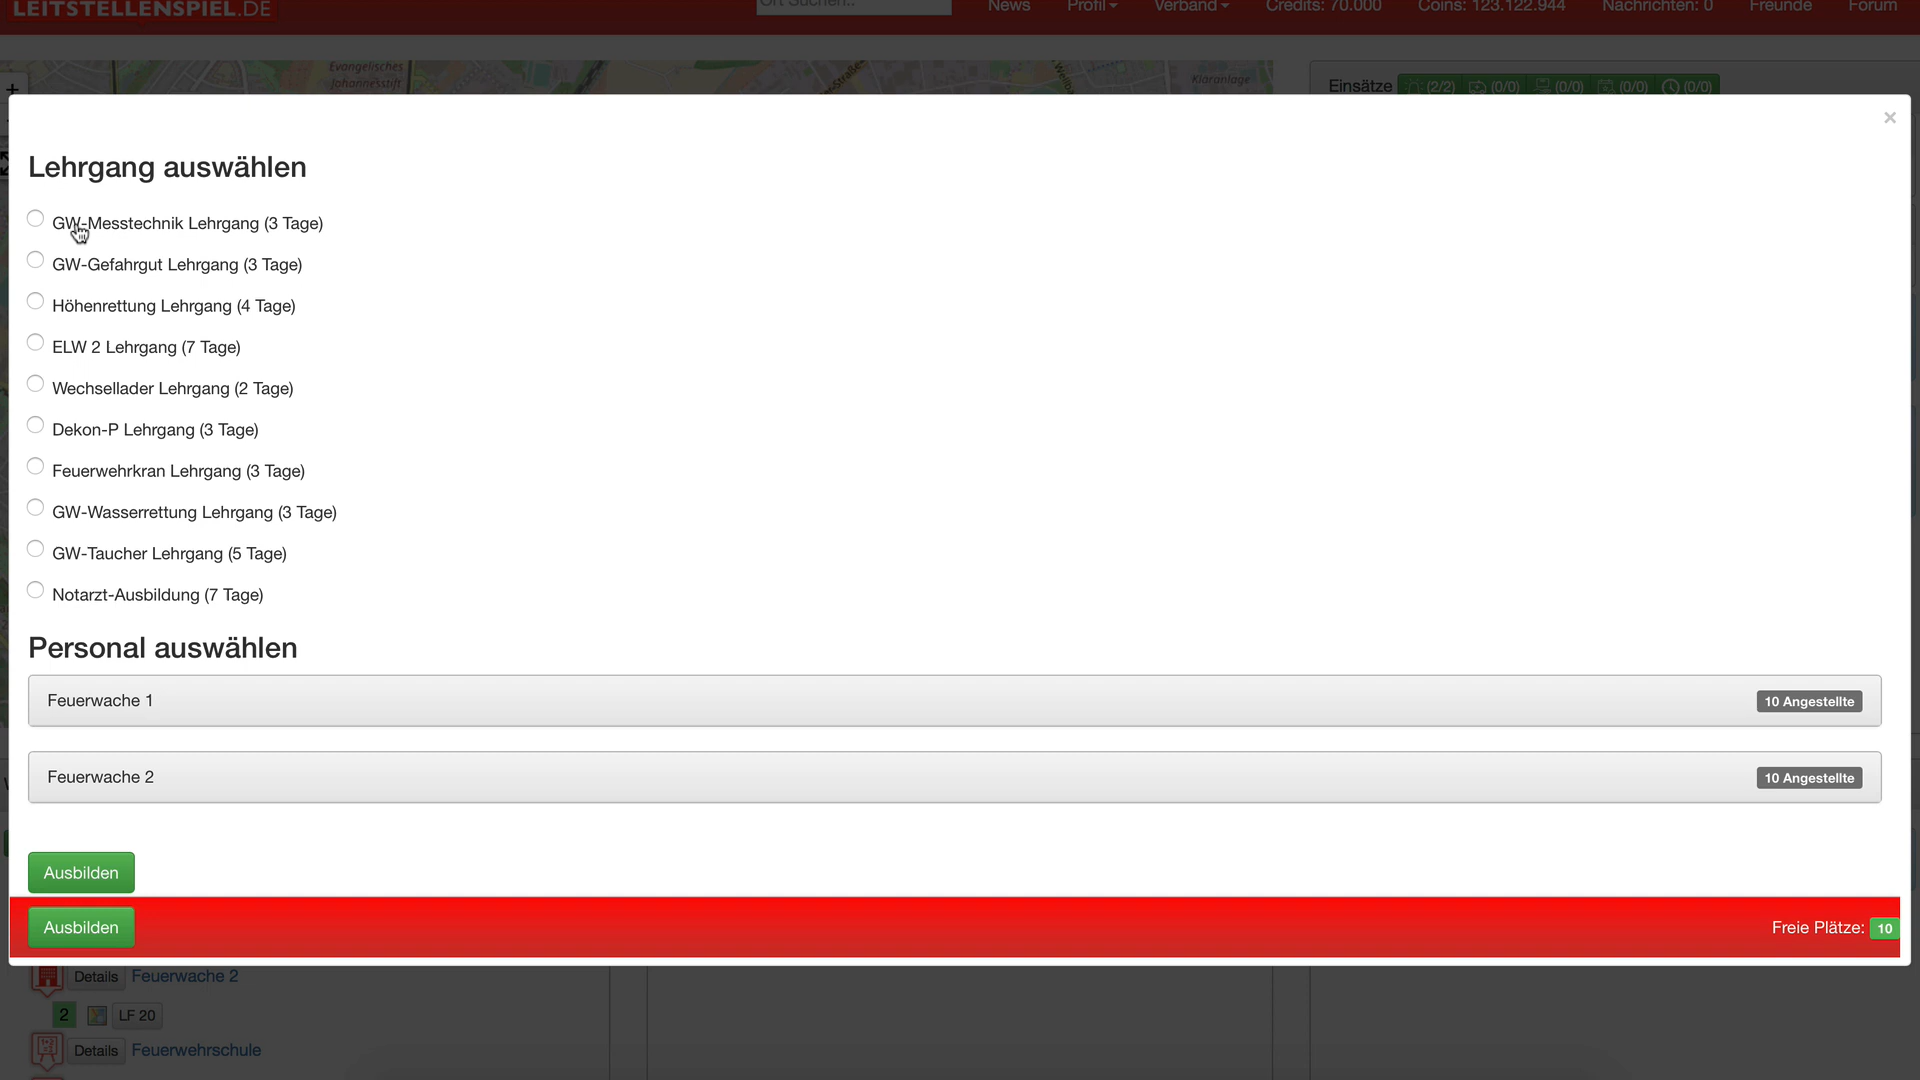 LEITSTELLENSPIEL.DE
Ort Suchen..
News
Profil
Verband
Credits: 70.000
Coins: 123.122.944
Nachrichten: 0
Freunde
Forum
Evangelisches
Johannesstift
Kläranlage
Einsätze (2/2) (0/0) (0/0) (0/0) (0/0)
+
×
Lehrgang auswählen
GW-Messtechnik Lehrgang (3 Tage)
GW-Gefahrgut Lehrgang (3 Tage)
Höhenrettung Lehrgang (4 Tage)
ELW 2 Lehrgang (7 Tage)
Wechsellader Lehrgang (2 Tage)
Dekon-P Lehrgang (3 Tage)
Feuerwehrkran Lehrgang (3 Tage)
GW-Wasserrettung Lehrgang (3 Tage)
GW-Taucher Lehrgang (5 Tage)
Notarzt-Ausbildung (7 Tage)
Personal auswählen
Feuerwache 1 10 Angestellte
Feuerwache 2 10 Angestellte
Ausbilden
Ausbilden Freie Plätze: 10
Details Feuerwache 2
2 LF 20
Details Feuerwehrschule